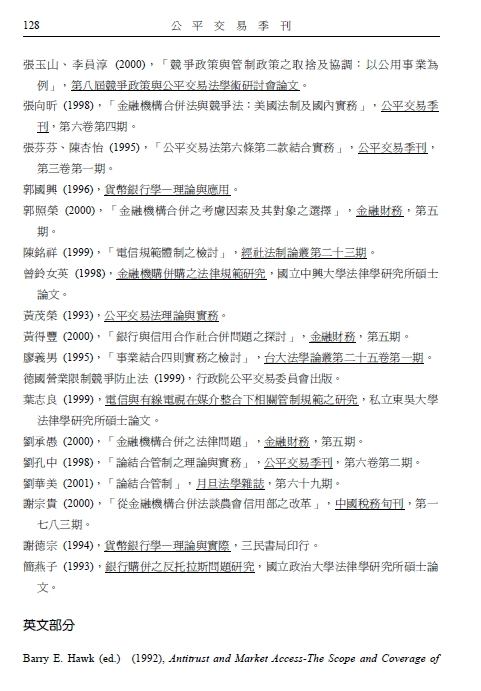 128 公平交易季刊
張玉山、李員淳 (2000)，「競爭政策與管制政策之取捨及協調：以公用事業為
例」，第八屆競爭政策與公平交易法學術研討會論文。
張向昕 (1998)，「金融機構合併法與競爭法：美國法制及國內實務」，公平交易季
刊，第六卷第四期。
張芬芬、陳杏怡 (1995)，「公平交易法第六條第二款結合實務」，公平交易季刊，
第三卷第一期。
郭國興 (1996)，貨幣銀行學—理論與應用。
郭照榮 (2000)，「金融機構合併之考慮因素及其對象之選擇」，金融財務，第五
期。
陳銘祥 (1999)，「電信規範體制之檢討」，經社法制論叢第二十三期。
曾鈴女英 (1998)，金融機購併購之法律規範研究，國立中興大學法律學研究所碩士
論文。
黃茂榮 (1993)，公平交易法理論與實務。
黃得豐 (2000)，「銀行與信用合作社合併問題之探討」，金融財務，第五期。
廖義男 (1995)，「事業結合四則實務之檢討」，台大法學論叢第二十五卷第一期。
德國營業限制競爭防止法 (1999)，行政院公平交易委員會出版。
葉志良 (1999)，電信與有線電視在媒介整合下相關管制規範之研究，私立東吳大學
法律學研究所碩士論文。
劉承愚 (2000)，「金融機構合併之法律問題」，金融財務，第五期。
劉孔中 (1998)，「論結合管制之理論與實務」，公平交易季刊，第六卷第二期。
劉華美 (2001)，「論結合管制」，月旦法學雜誌，第六十九期。
謝宗貴 (2000)，「從金融機構合併法談農會信用部之改革」，中國稅務旬刊，第一
七八三期。
謝德宗 (1994)，貨幣銀行學—理論與實際，三民書局印行。
簡燕子 (1993)，銀行購併之反托拉斯問題研究，國立政治大學法律學研究所碩士論
文。
英文部分
Barry E. Hawk (ed.) (1992), Antitrust and Market Access-The Scope and Coverage of